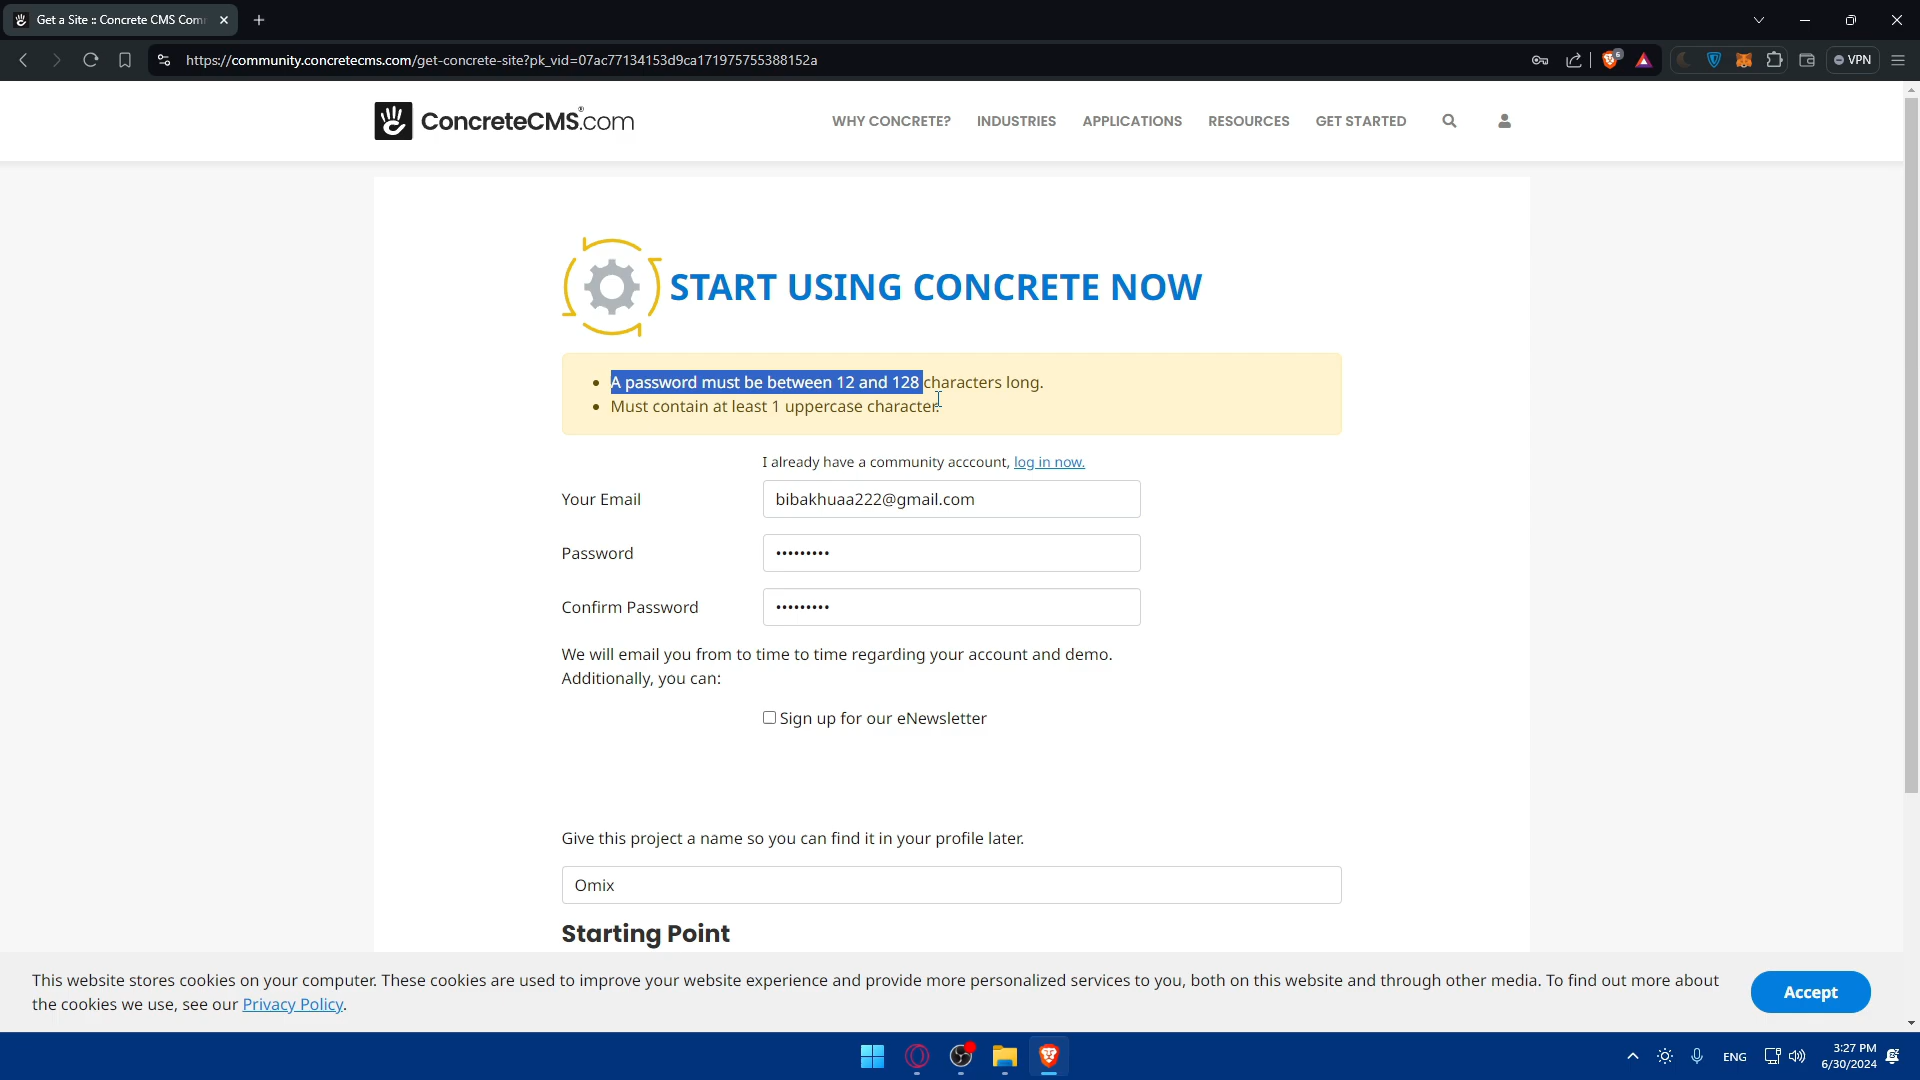 Get a Site :: Concrete CMS Com
https://community.concretecms.com/get-concrete-site?pk_vid=07ac77134153d9ca171975755388152a
6
VPN
ConcreteCMS.com
WHY CONCRETE?
INDUSTRIES
APPLICATIONS
RESOURCES
GET STARTED
START USING CONCRETE NOW
A password must be between 12 and 128 characters long.
Must contain at least 1 uppercase character.
I already have a community acccount, log in now.
Your Email
bibakhuaa222@gmail.com
Password
•••••••••
Confirm Password
•••••••••
We will email you from to time to time regarding your account and demo.
Additionally, you can:
Sign up for our eNewsletter
Give this project a name so you can find it in your profile later.
Omix
Starting Point
This website stores cookies on your computer. These cookies are used to improve your website experience and provide more personalized services to you, both on this website and through other media. To find out more about
the cookies we use, see our Privacy Policy.
Accept
ENG
3:27 PM
6/30/2024